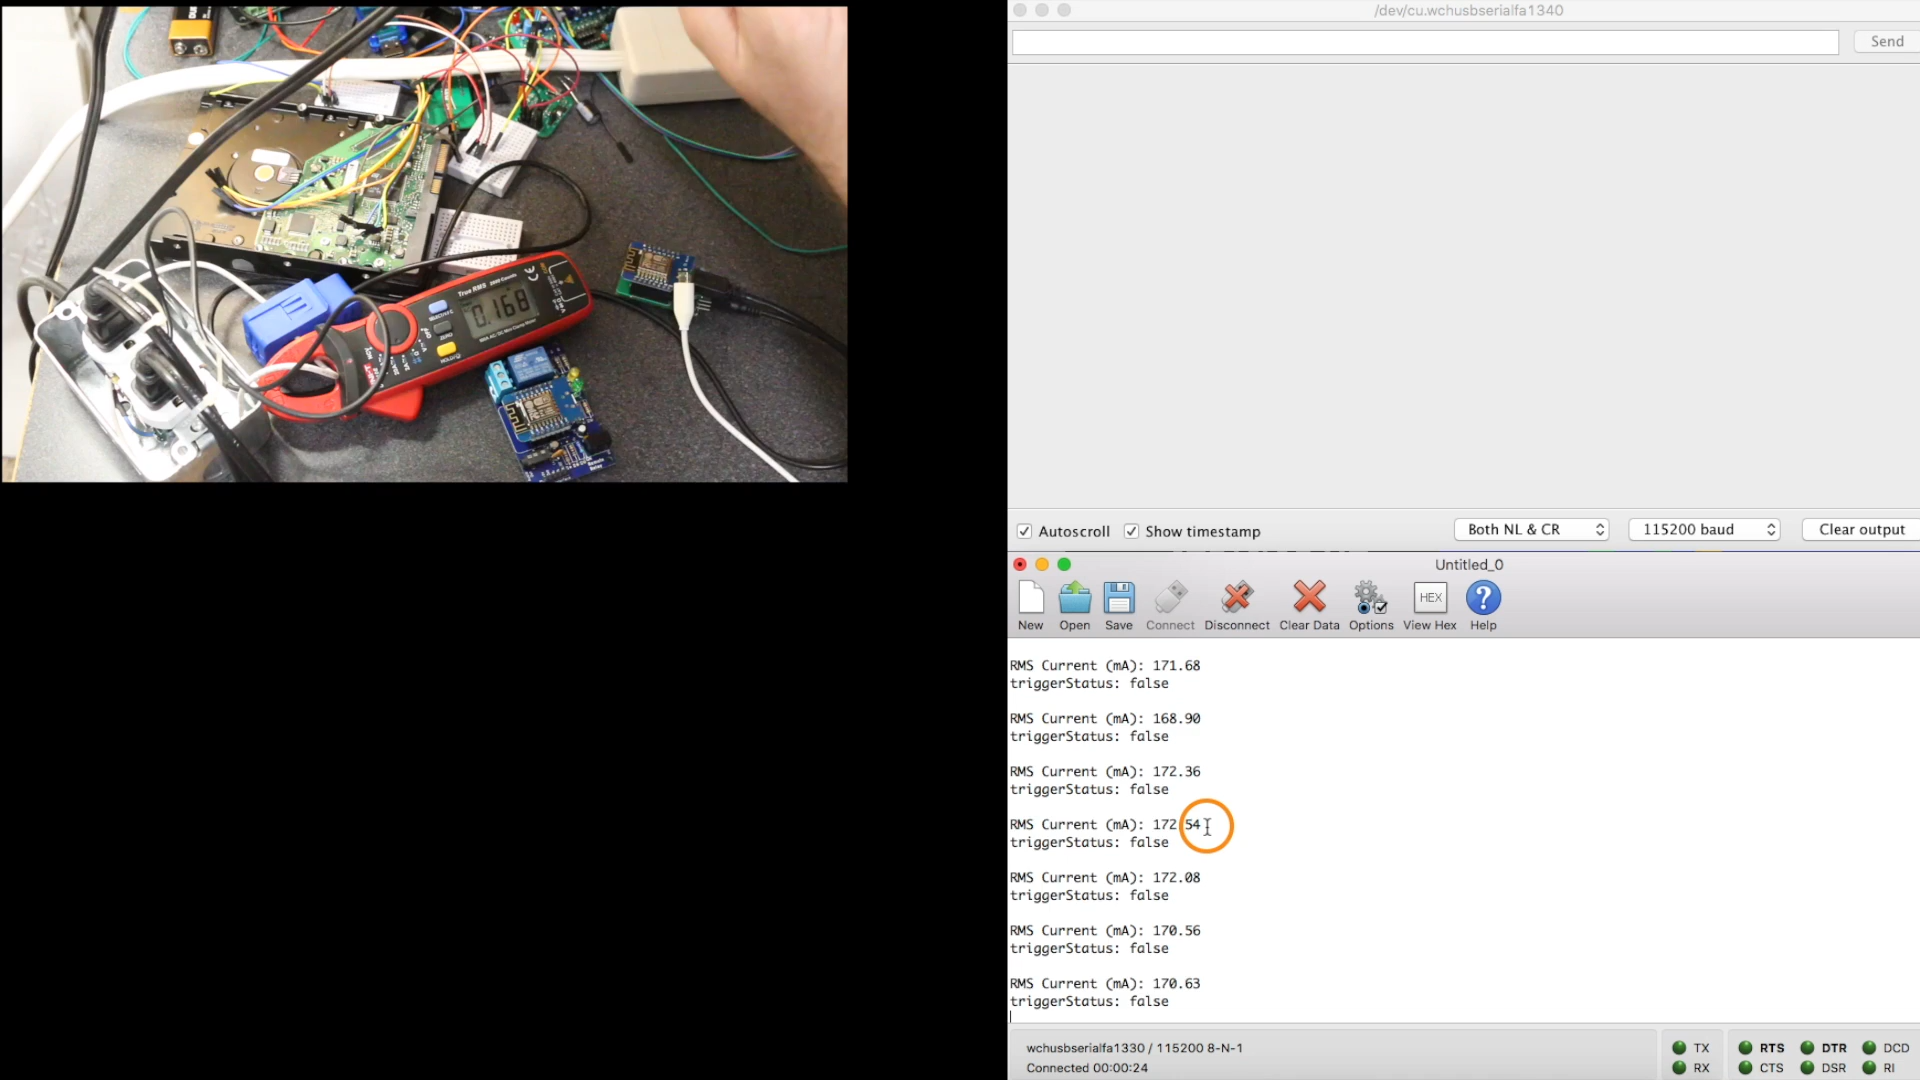 True RMS
0.168
CE
OFF
HOLD
/dev/cu.wchusbserialfa1340
Send
Autoscroll
Show timestamp
Both NL & CR
115200 baud
Clear output
Untitled_0
New
Open
Save
Connect
Disconnect
Clear Data
Options
HEX
View Hex
Help
RMS Current (mA): 171.68
triggerStatus: false
RMS Current (mA): 168.90
triggerStatus: false
RMS Current (mA): 172.36
triggerStatus: false
RMS Current (mA): 172.54
triggerStatus: false
RMS Current (mA): 172.08
triggerStatus: false
RMS Current (mA): 170.56
triggerStatus: false
RMS Current (mA): 170.63
triggerStatus: false
wchusbserialfa1330 / 115200 8-N-1
Connected 00:00:24
TX
RTS
DTR
DCD
RX
CTS
DSR
RI